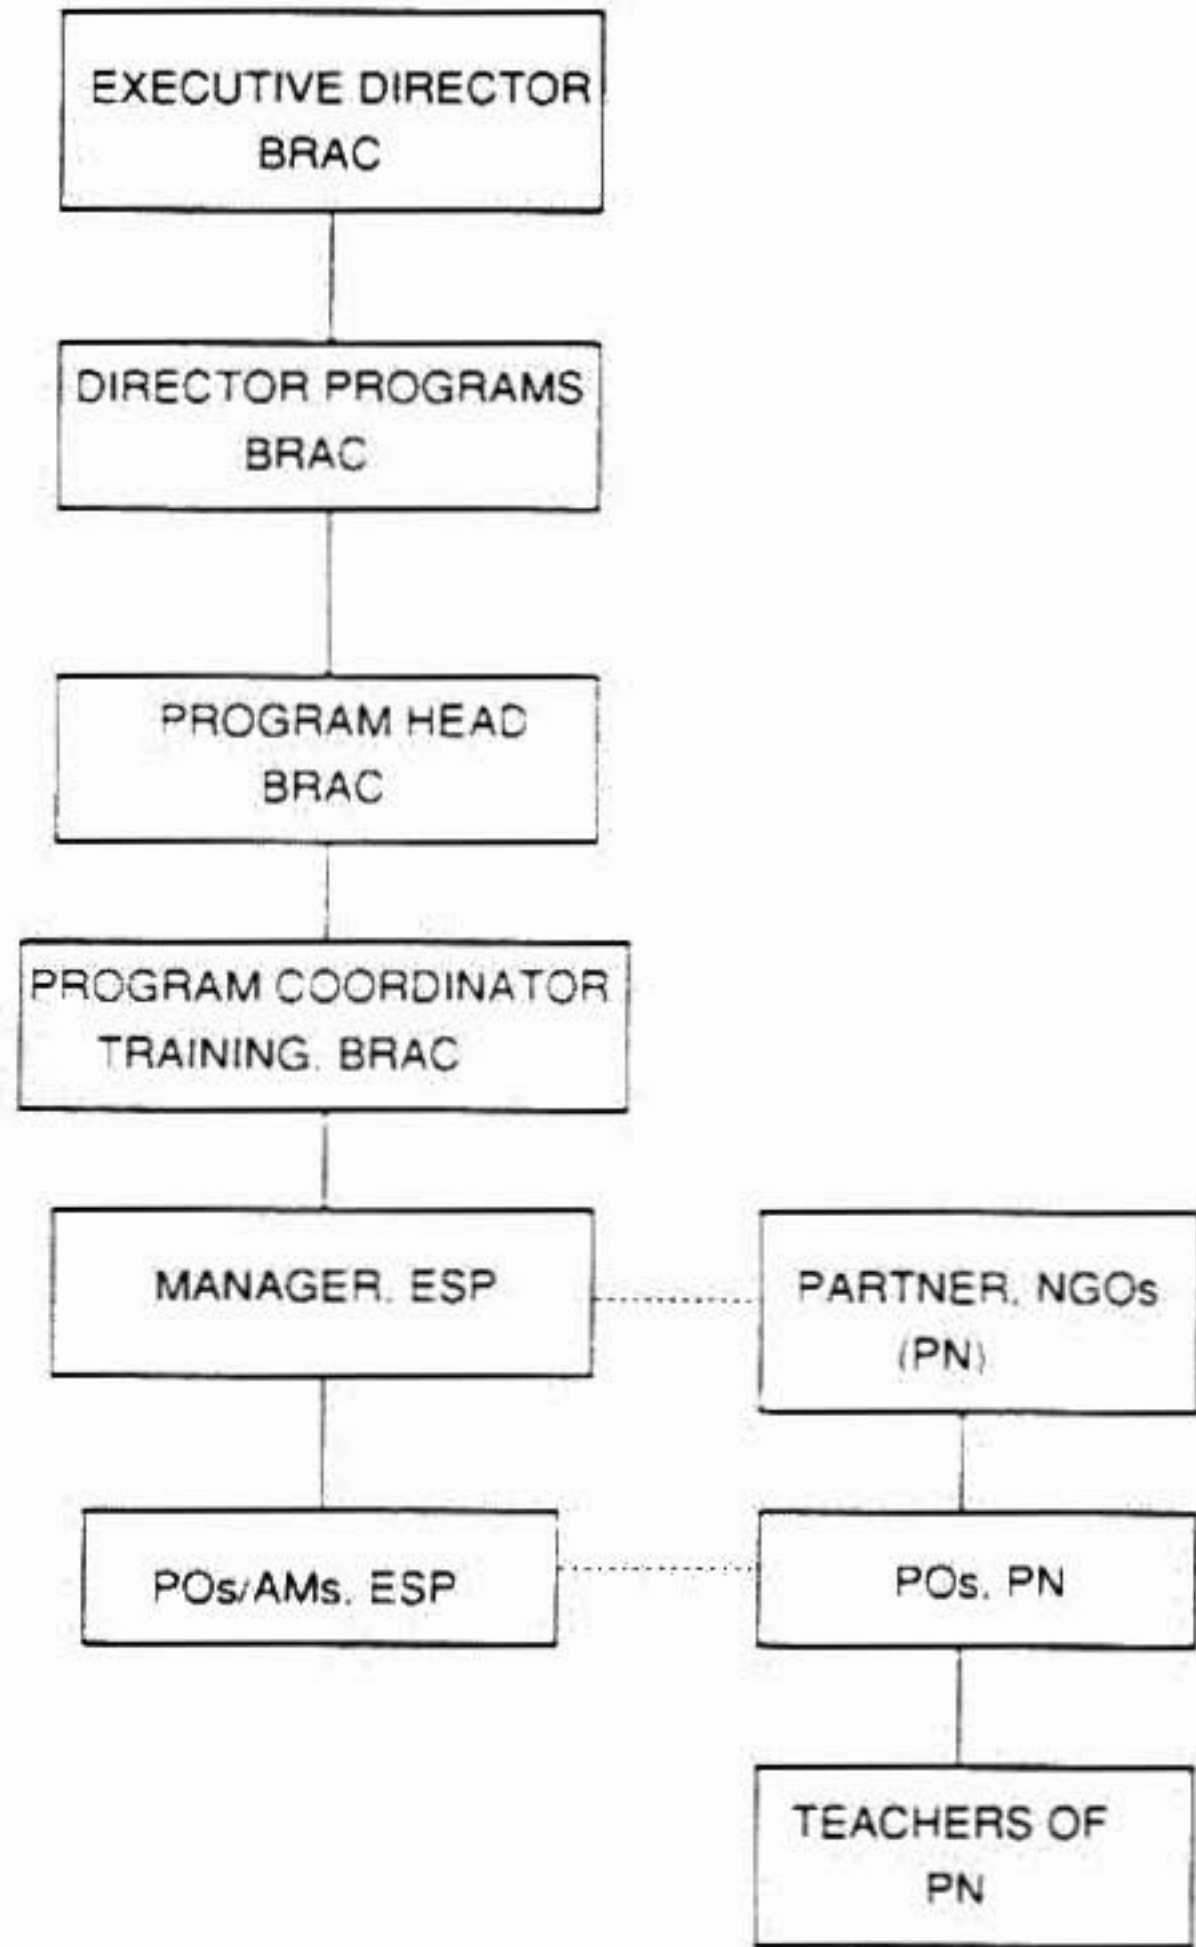 EXECUTIVE DIRECTOR
BRAC
DIRECTOR PROGRAMS
BRAC
PROGRAM HEAD
BRAC
PROGRAM COORDINATOR
TRAINING. BRAC
MANAGER. ESP
PARTNER. NGOs
(PN)
POs/AMs. ESP
POs. PN
TEACHERS OF
PN